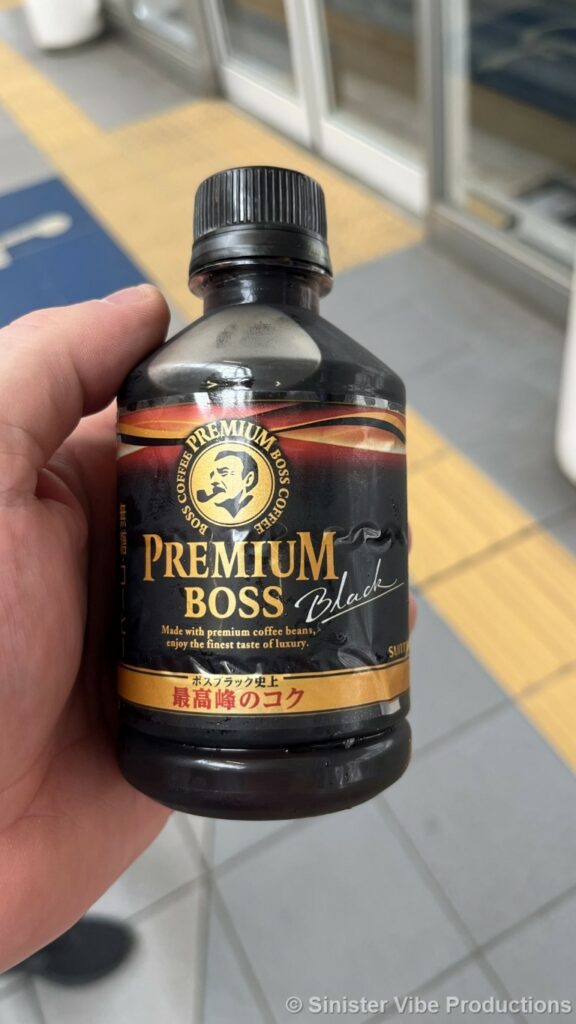 PREMIUM BOSS COFFEE BOSS COFFEE
PREMIUM
BOSS Black
Made with premium coffee beans,
enjoy the finest taste of luxury.
ボスブラック史上
最高峰のコク
© Sinister Vibe Productions